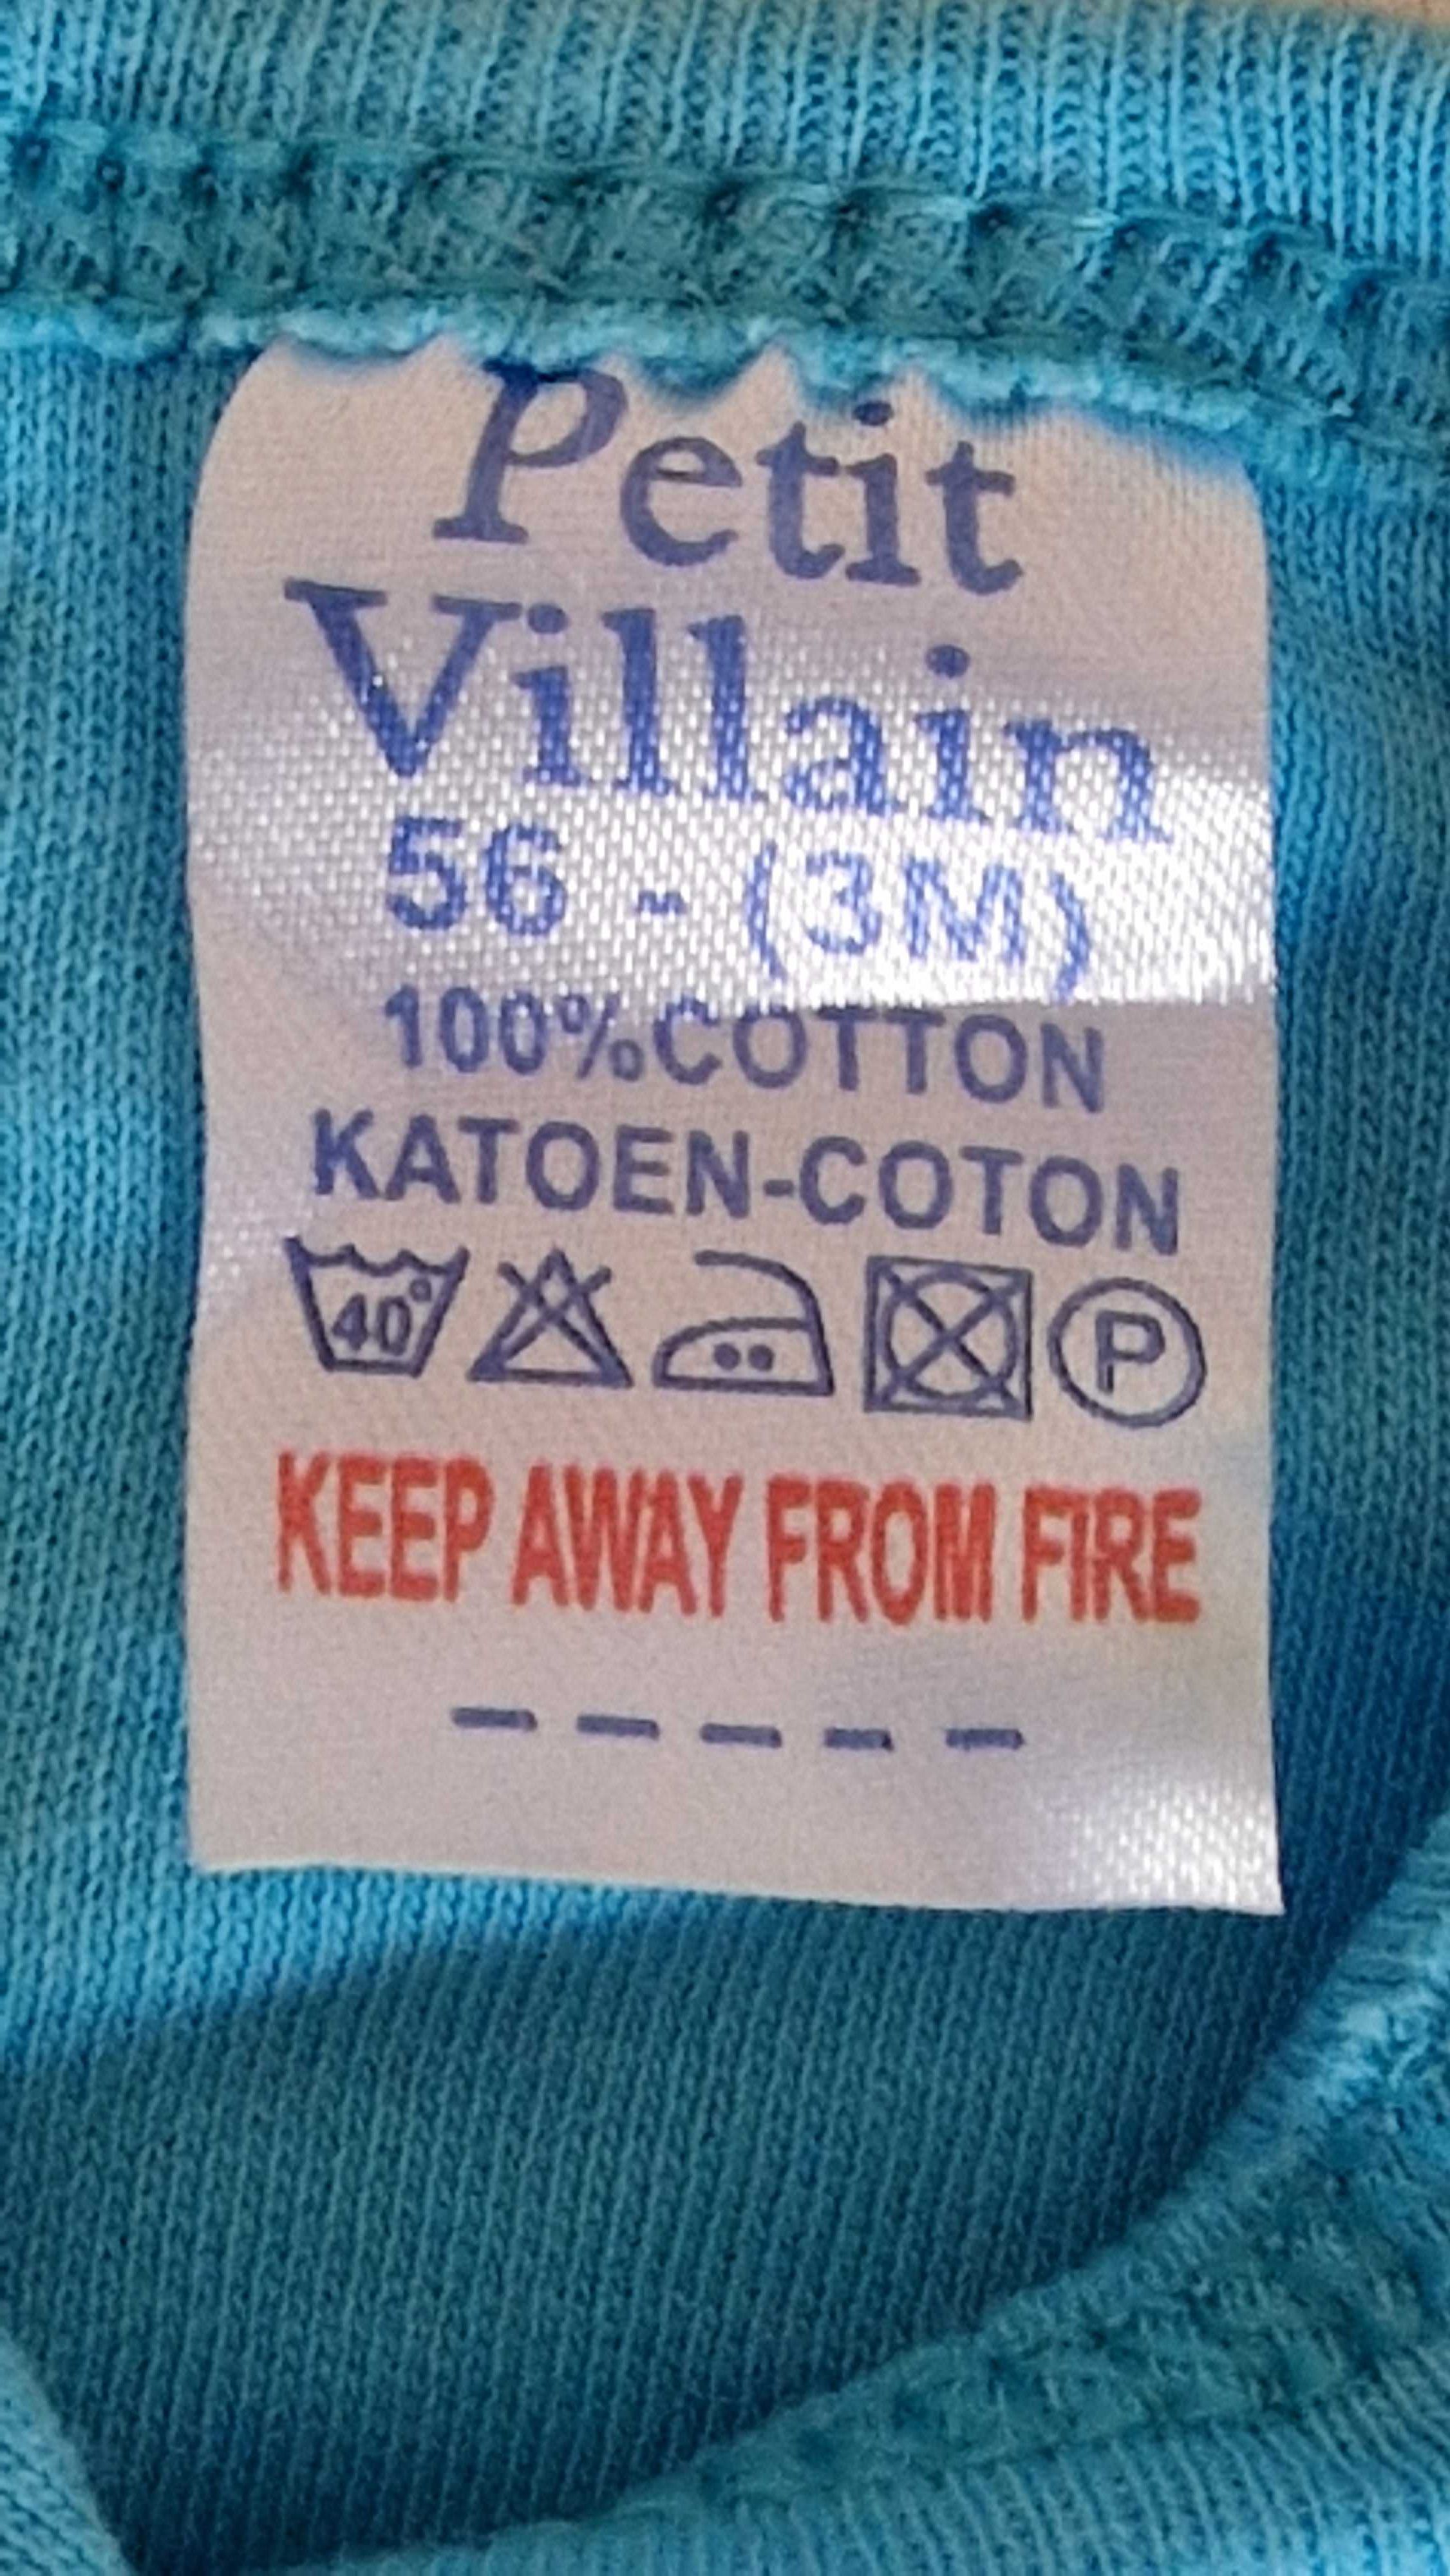 Petit
Villain
56 - (3M)
100%COTTON
KATOEN-COTON
40° P
KEEP AWAY FROM FIRE
- - - - -